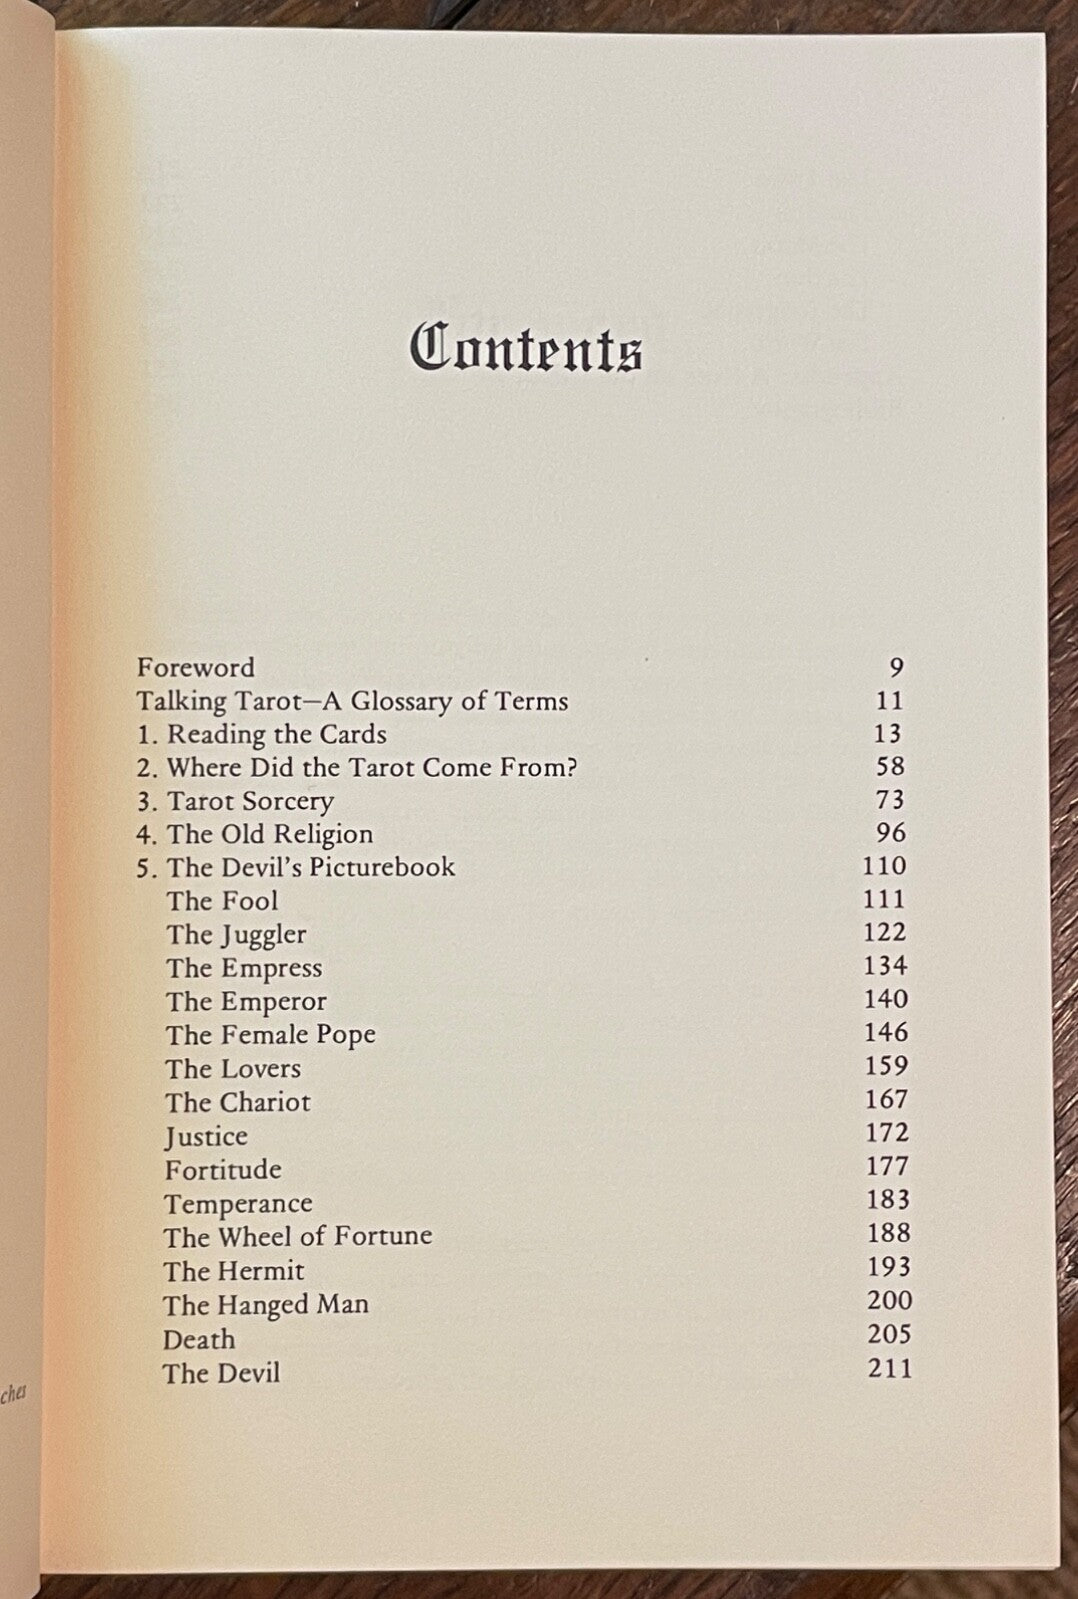 Contents
Foreword 9
Talking Tarot—A Glossary of Terms 11
1. Reading the Cards 13
2. Where Did the Tarot Come From? 58
3. Tarot Sorcery 73
4. The Old Religion 96
5. The Devil's Picturebook 110
The Fool 111
The Juggler 122
The Empress 134
The Emperor 140
The Female Pope 146
The Lovers 159
The Chariot 167
Justice 172
Fortitude 177
Temperance 183
The Wheel of Fortune 188
The Hermit 193
The Hanged Man 200
Death 205
The Devil 211